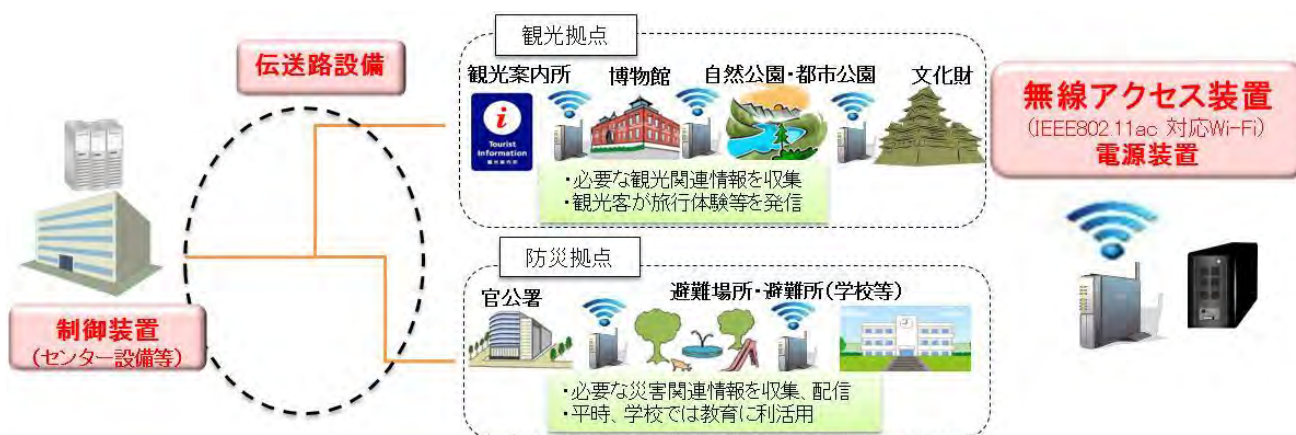 伝送路設備
制御装置
(センター設備等)
観光拠点
観光案内所
博物館
自然公園・都市公園
文化財
i
Tourist
Information
観光案内所
・必要な観光関連情報を収集
・観光客が旅行体験等を発信
防災拠点
官公署
避難場所・避難所(学校等)
・必要な災害関連情報を収集、配信
・平時、学校では教育に利活用
無線アクセス装置
(IEEE802.11ac 対応Wi-Fi)
電源装置